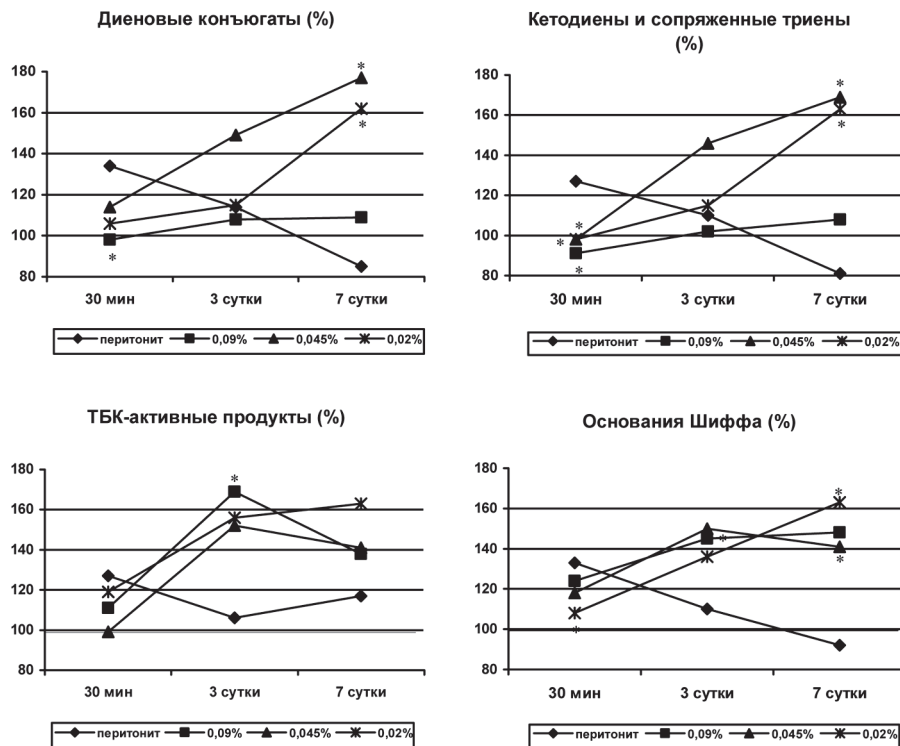 Диеновые конъюгаты (%)
180
160
140
120
100
80
30 мин 3 сутки 7 сутки
перитонит 0,09% 0,045% 0,02%
Кетодиены и сопряженные триены
(%)
180
160
140
120
100
80
30 мин 3 сутки 7 сутки
перитонит 0,09% 0,045% 0,02%
ТБК-активные продукты (%)
180
160
140
120
100
80
30 мин 3 сутки 7 сутки
перитонит 0,09% 0,045% 0,02%
Основания Шиффа (%)
180
160
140
120
100
80
30 мин 3 сутки 7 сутки
перитонит 0,09% 0,045% 0,02%